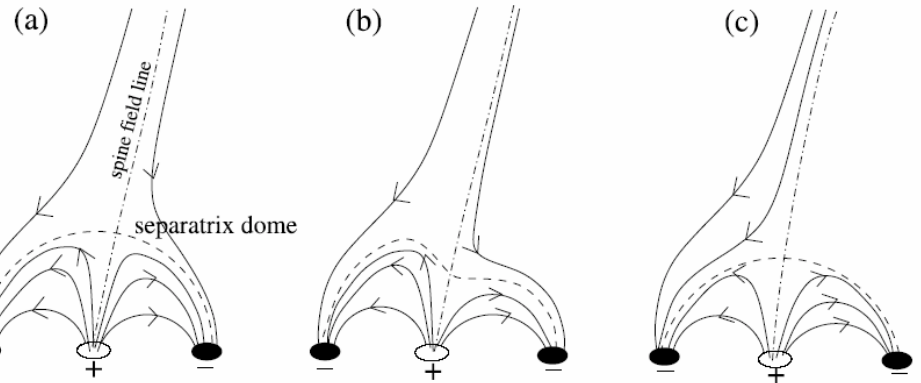 (a)
(b)
(c)
spine field line
separatrix dome
+
−
−
+
−
−
+
−